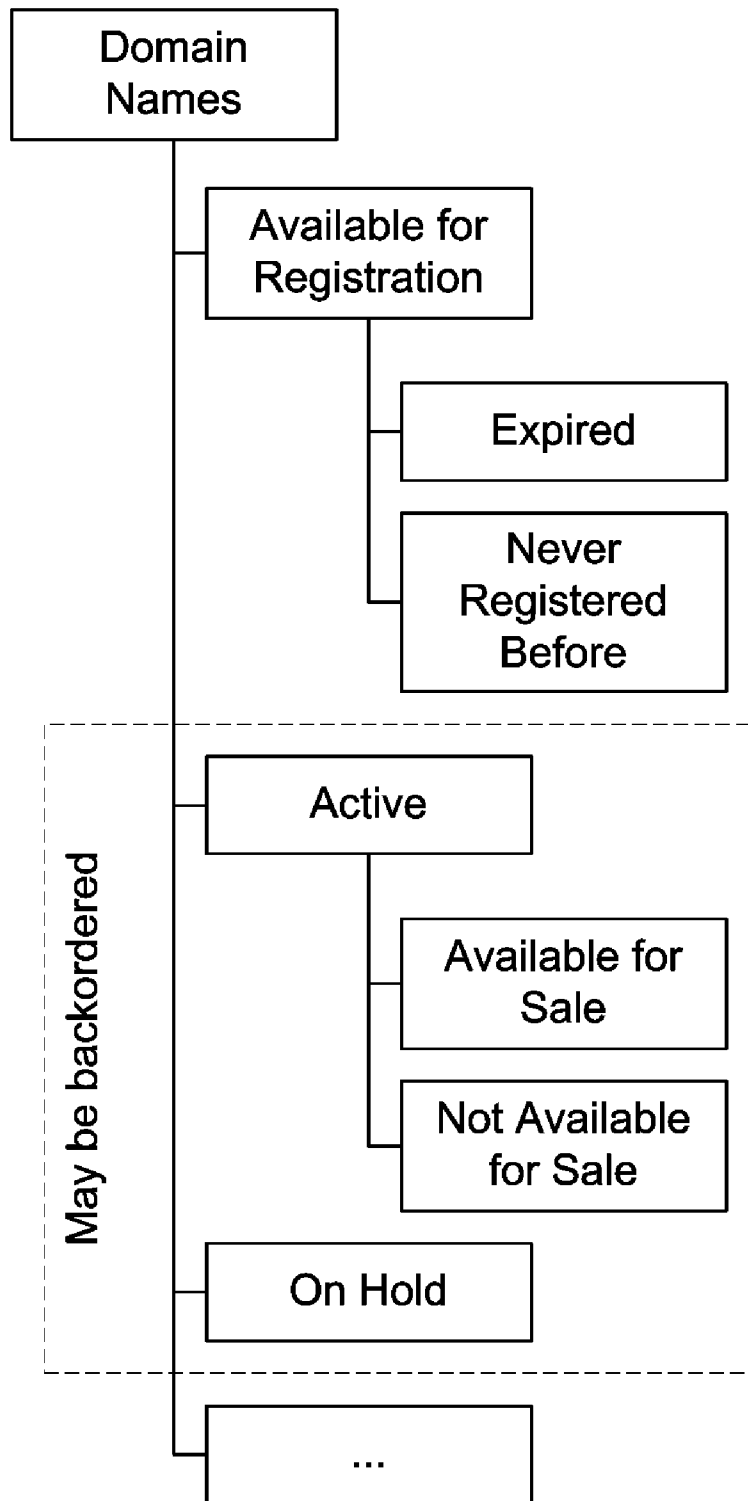 Domain
Names
Available for
Registration
Expired
Never
Registered
Before
May be backordered
Active
Available for
Sale
Not Available
for Sale
On Hold
...